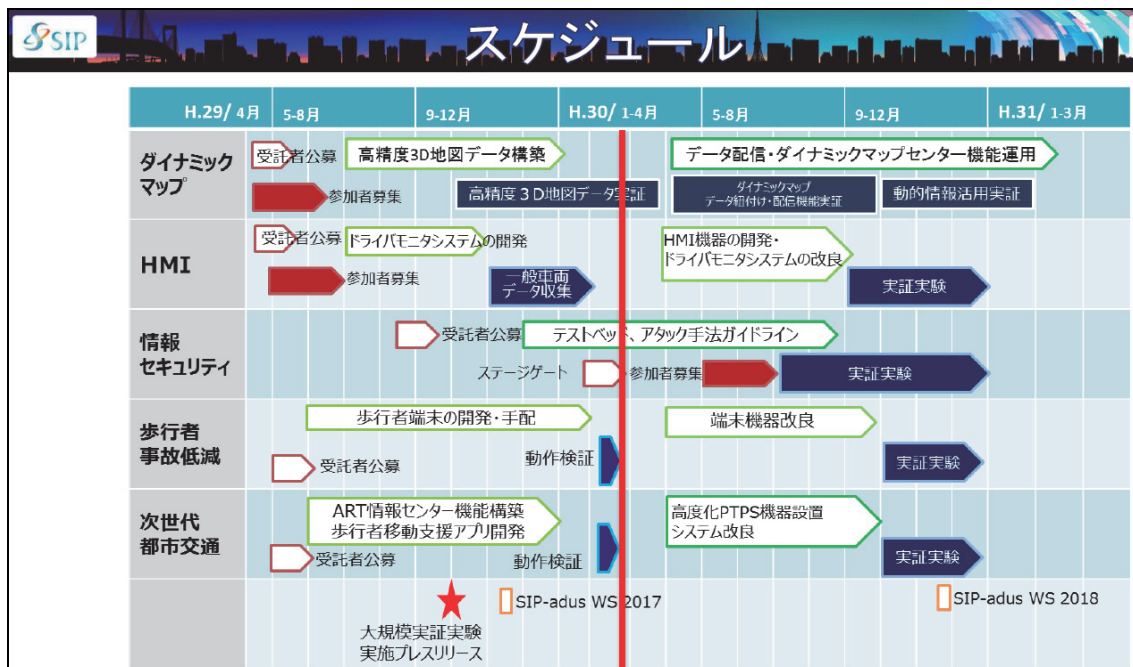 SIP
スケジュール
H.29/ 4月
5-8月
9-12月
H.30/ 1-4月
5-8月
9-12月
H.31/ 1-3月
ダイナミック
マップ
受託者公募
高精度3D地図データ構築
データ配信・ダイナミックマップセンター機能運用
参加者募集
高精度３D地図データ実証
ダイナミックマップ
データ紐付け・配信機能実証
動的情報活用実証
HMI
受託者公募
ドライバモニタシステムの開発
HMI機器の開発・
ドライバモニタシステムの改良
参加者募集
一般車両
データ収集
実証実験
情報
セキュリティ
受託者公募
テストベッド、アタック手法ガイドライン
ステージゲート
参加者募集
実証実験
歩行者
事故低減
歩行者端末の開発・手配
端末機器改良
受託者公募
動作検証
実証実験
次世代
都市交通
ART情報センター機能構築
歩行者移動支援アプリ開発
高度化PTPS機器設置
システム改良
受託者公募
動作検証
実証実験
SIP-adus WS 2017
SIP-adus WS 2018
大規模実証実験
実施プレスリリース